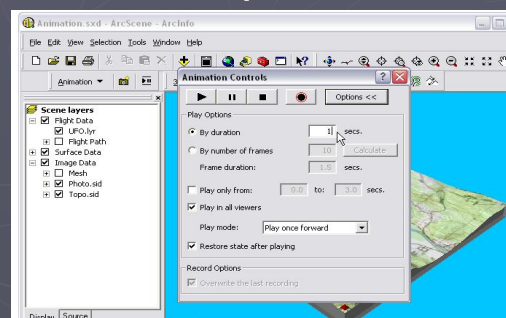 Animation.sxd - ArcScene - ArcInfo
File Edit View Selection Tools Window Help
Animation
Animation Controls
Options <<
Play Options
By duration 1 secs.
By number of frames 10 Calculate
Frame duration: 1.5 secs.
Play only from: 0.0 to: 3.0 secs.
Play in all viewers
Play mode: Play once forward
Restore state after playing
Record Options
Overwrite the last recording
Scene layers
Flight Data
UFO.lyr
Flight Path
Surface Data
Image Data
Mesh
Photo.sid
Topo.sid
Display Source